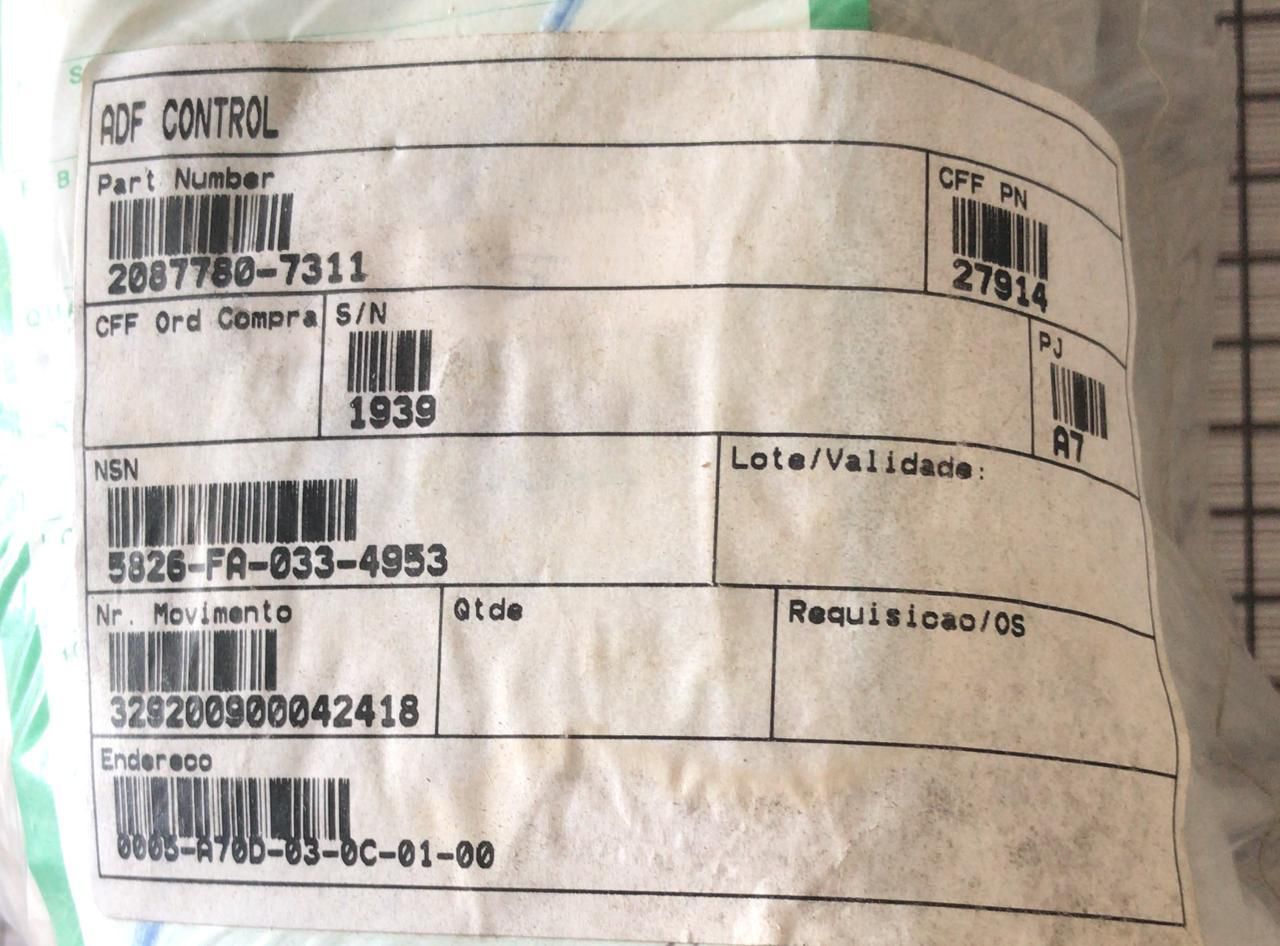 ADF CONTROL
Part Number
2087780-7311
CFF PN
27914
CFF Ord Compra
S/N
1939
PJ
A7
NSN
5826-FA-033-4953
Lote/Validade:
Nr. Movimento
329200900042418
Qtde
Requisicao/OS
Endereco
0005-A70D-03-0C-01-00